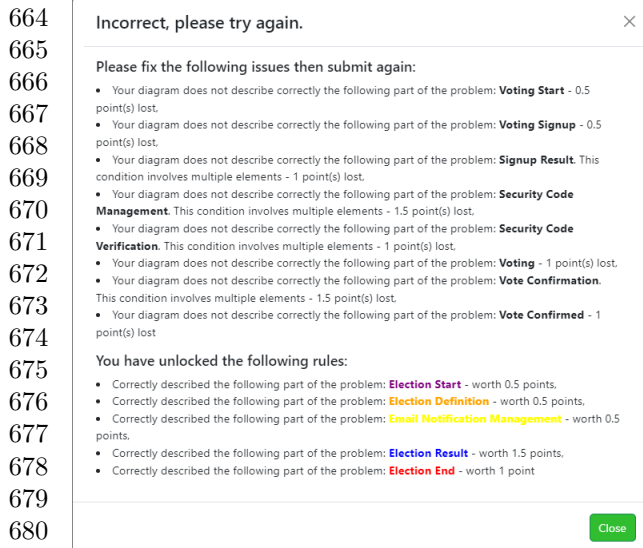 664
665
666
667
668
669
670
671
672
673
674
675
676
677
678
679
680
Incorrect, please try again.
Please fix the following issues then submit again:
• Your diagram does not describe correctly the following part of the problem: Voting Start - 0.5
point(s) lost,
• Your diagram does not describe correctly the following part of the problem: Voting Signup - 0.5
point(s) lost,
• Your diagram does not describe correctly the following part of the problem: Signup Result. This
condition involves multiple elements - 1 point(s) lost,
• Your diagram does not describe correctly the following part of the problem: Security Code
Management. This condition involves multiple elements - 1.5 point(s) lost,
• Your diagram does not describe correctly the following part of the problem: Security Code
Verification. This condition involves multiple elements - 1 point(s) lost,
• Your diagram does not describe correctly the following part of the problem: Voting - 1 point(s) lost,
• Your diagram does not describe correctly the following part of the problem: Vote Confirmation.
This condition involves multiple elements - 1.5 point(s) lost,
• Your diagram does not describe correctly the following part of the problem: Vote Confirmed - 1
point(s) lost
You have unlocked the following rules:
• Correctly described the following part of the problem: Election Start - worth 0.5 points,
• Correctly described the following part of the problem: Election Definition - worth 0.5 points,
• Correctly described the following part of the problem: Email Notification Management - worth 0.5
points,
• Correctly described the following part of the problem: Election Result - worth 1.5 points,
• Correctly described the following part of the problem: Election End - worth 1 point
Close